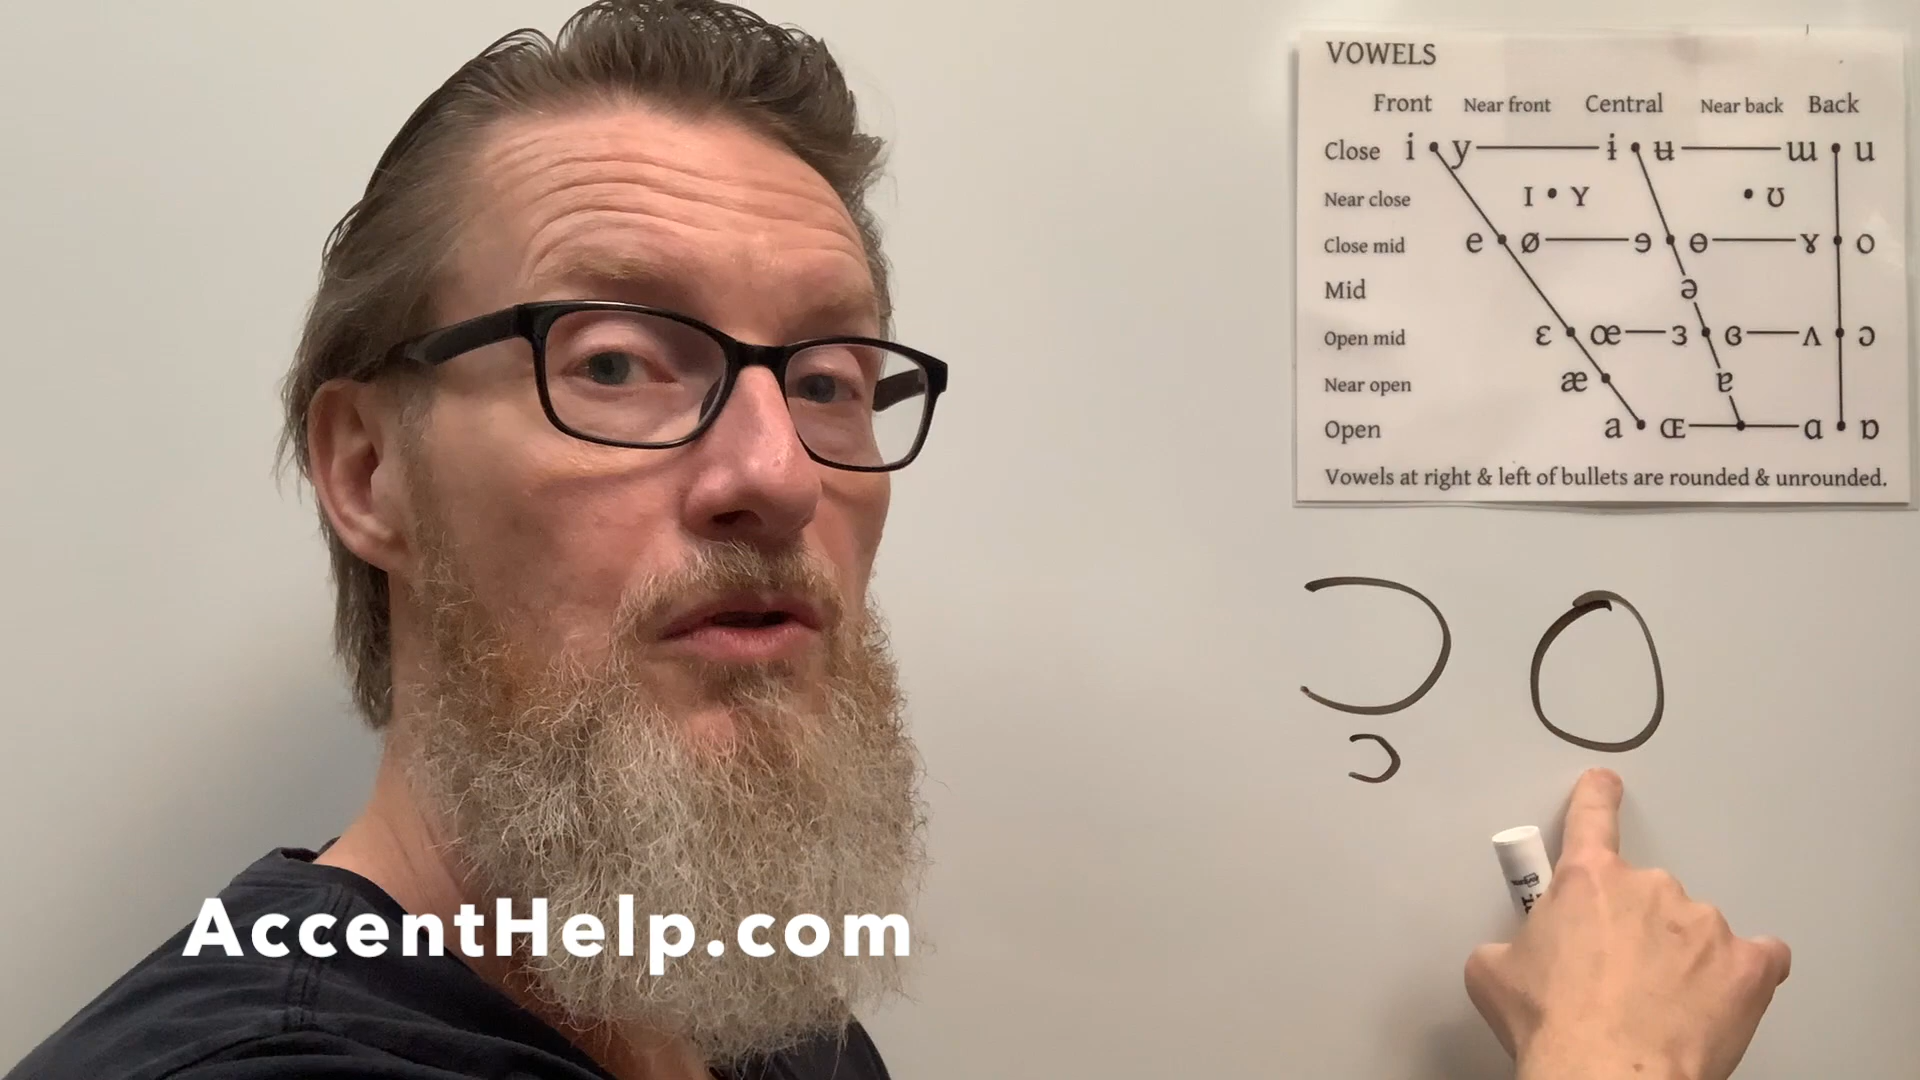 VOWELS
Front Near front Central Near back Back
Close i y ɨ ʉ ɯ u
Near close ɪ ʏ ʊ
Close mid e ø ɘ ɵ ɤ o
Mid ə
Open mid ɛ œ ɜ ɞ ʌ ɔ
Near open æ ɐ
Open a ɶ ɑ ɒ
Vowels at right & left of bullets are rounded & unrounded.
ɔ o
ɔ
AccentHelp.com